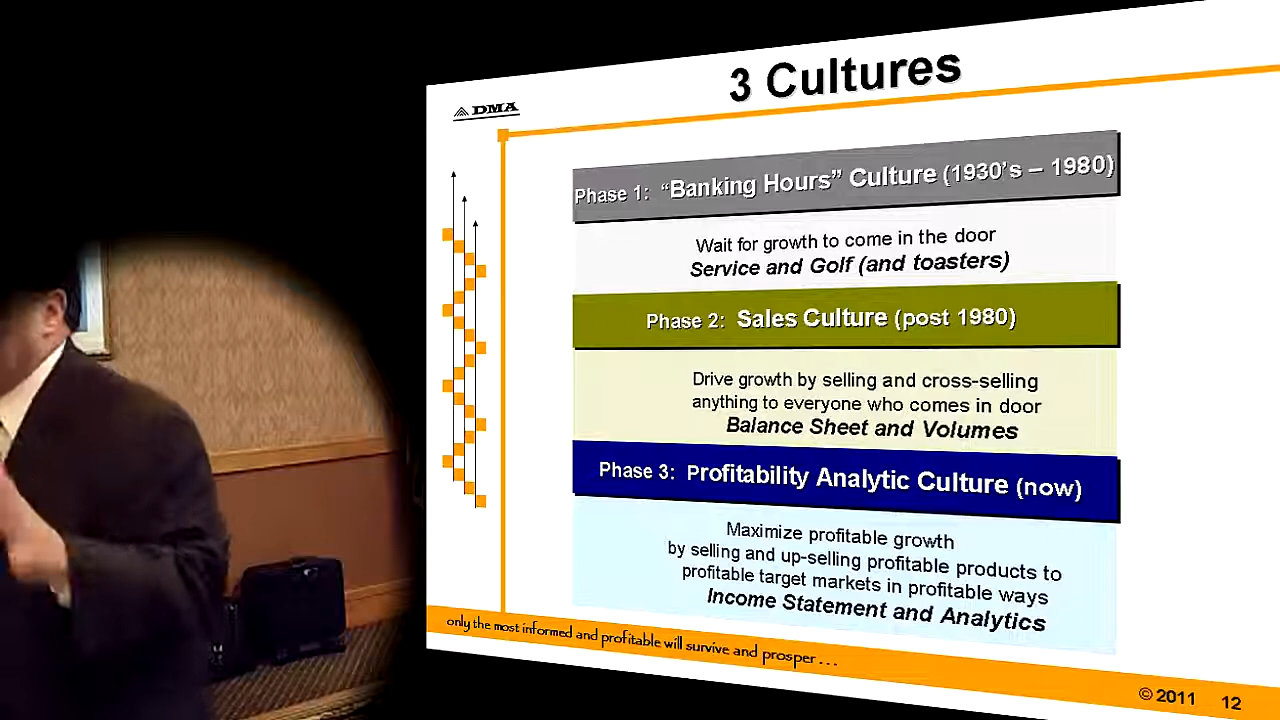 3 Cultures
DMA
Phase 1: “Banking Hours” Culture (1930’s – 1980)
Wait for growth to come in the door
Service and Golf (and toasters)
Phase 2: Sales Culture (post 1980)
Drive growth by selling and cross-selling
anything to everyone who comes in door
Balance Sheet and Volumes
Phase 3: Profitability Analytic Culture (now)
Maximize profitable growth
by selling and up-selling profitable products to
profitable target markets in profitable ways
Income Statement and Analytics
only the most informed and profitable will survive and prosper . . .
© 2011 12